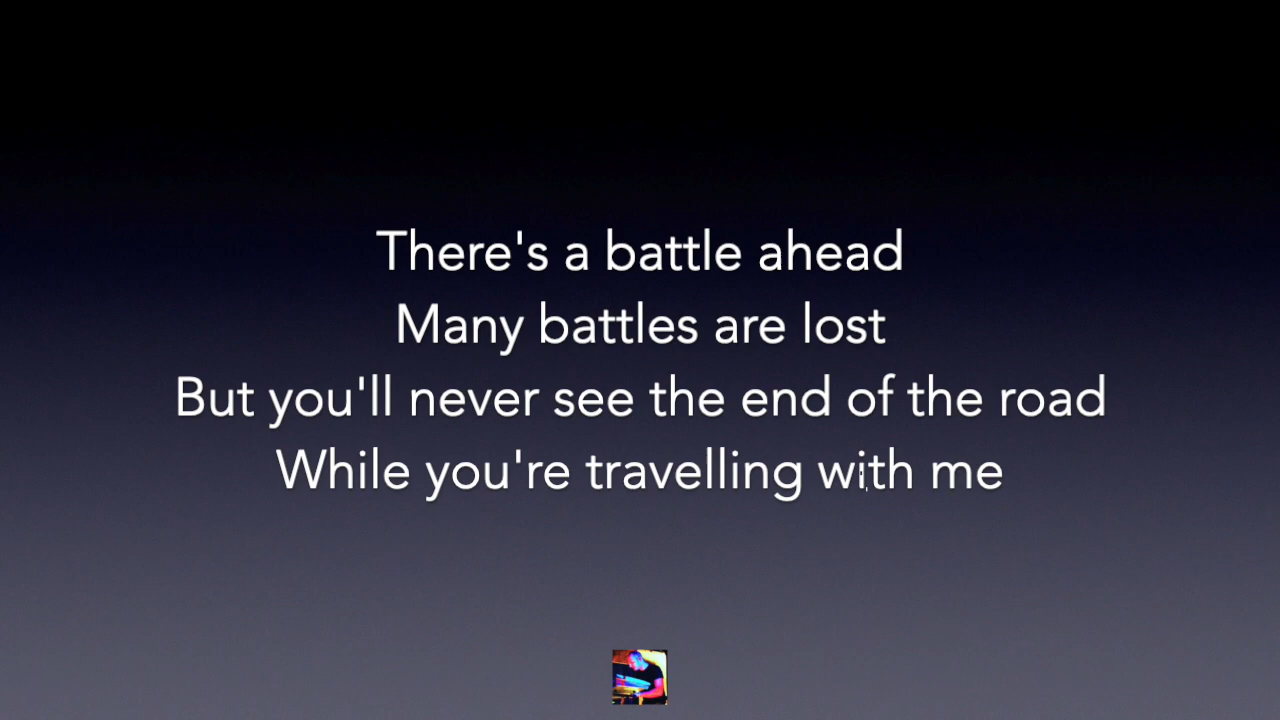 There's a battle ahead
Many battles are lost
But you'll never see the end of the road
While you're travelling with me